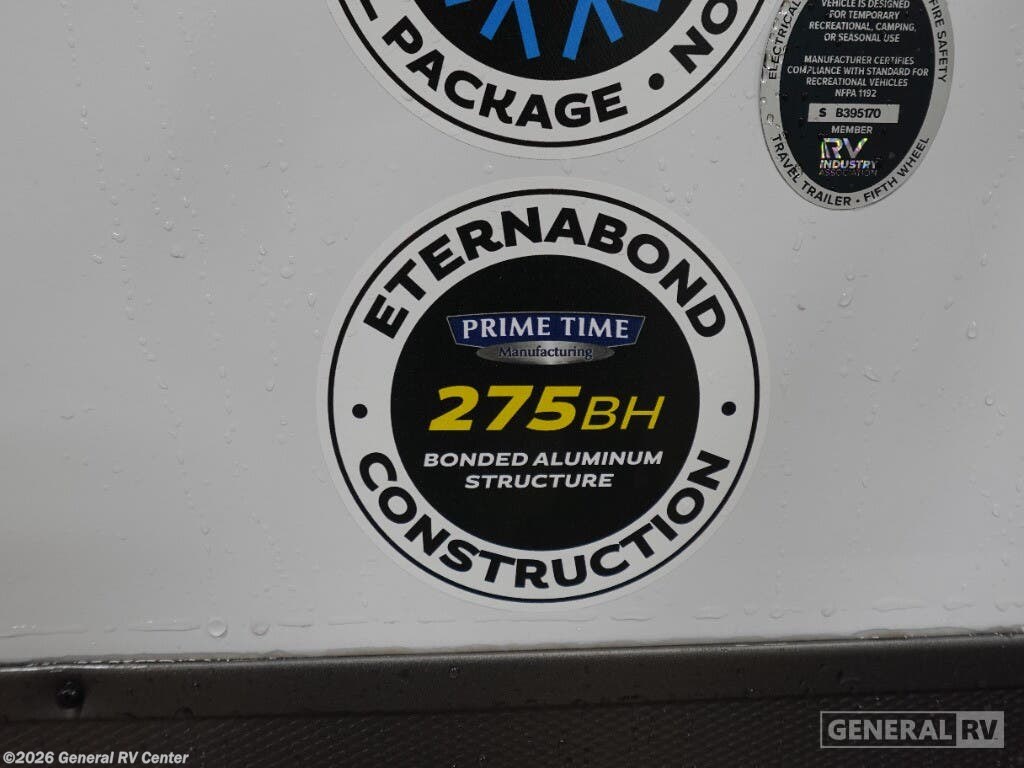 PACKAGE • NO
ELECTRICAL
FIRE SAFETY
VEHICLE IS DESIGNED
FOR TEMPORARY
RECREATIONAL, CAMPING,
OR SEASONAL USE
MANUFACTURER CERTIFIES
COMPLIANCE WITH STANDARD FOR
RECREATIONAL VEHICLES
NFPA 1192
S B395170
MEMBER
RV
INDUSTRY
ASSOCIATION
TRAVEL TRAILER • FIFTH WHEEL
ETERNABOND
PRIME TIME
Manufacturing
275BH
BONDED ALUMINUM
STRUCTURE
• CONSTRUCTION •
GENERAL RV
©2026 General RV Center